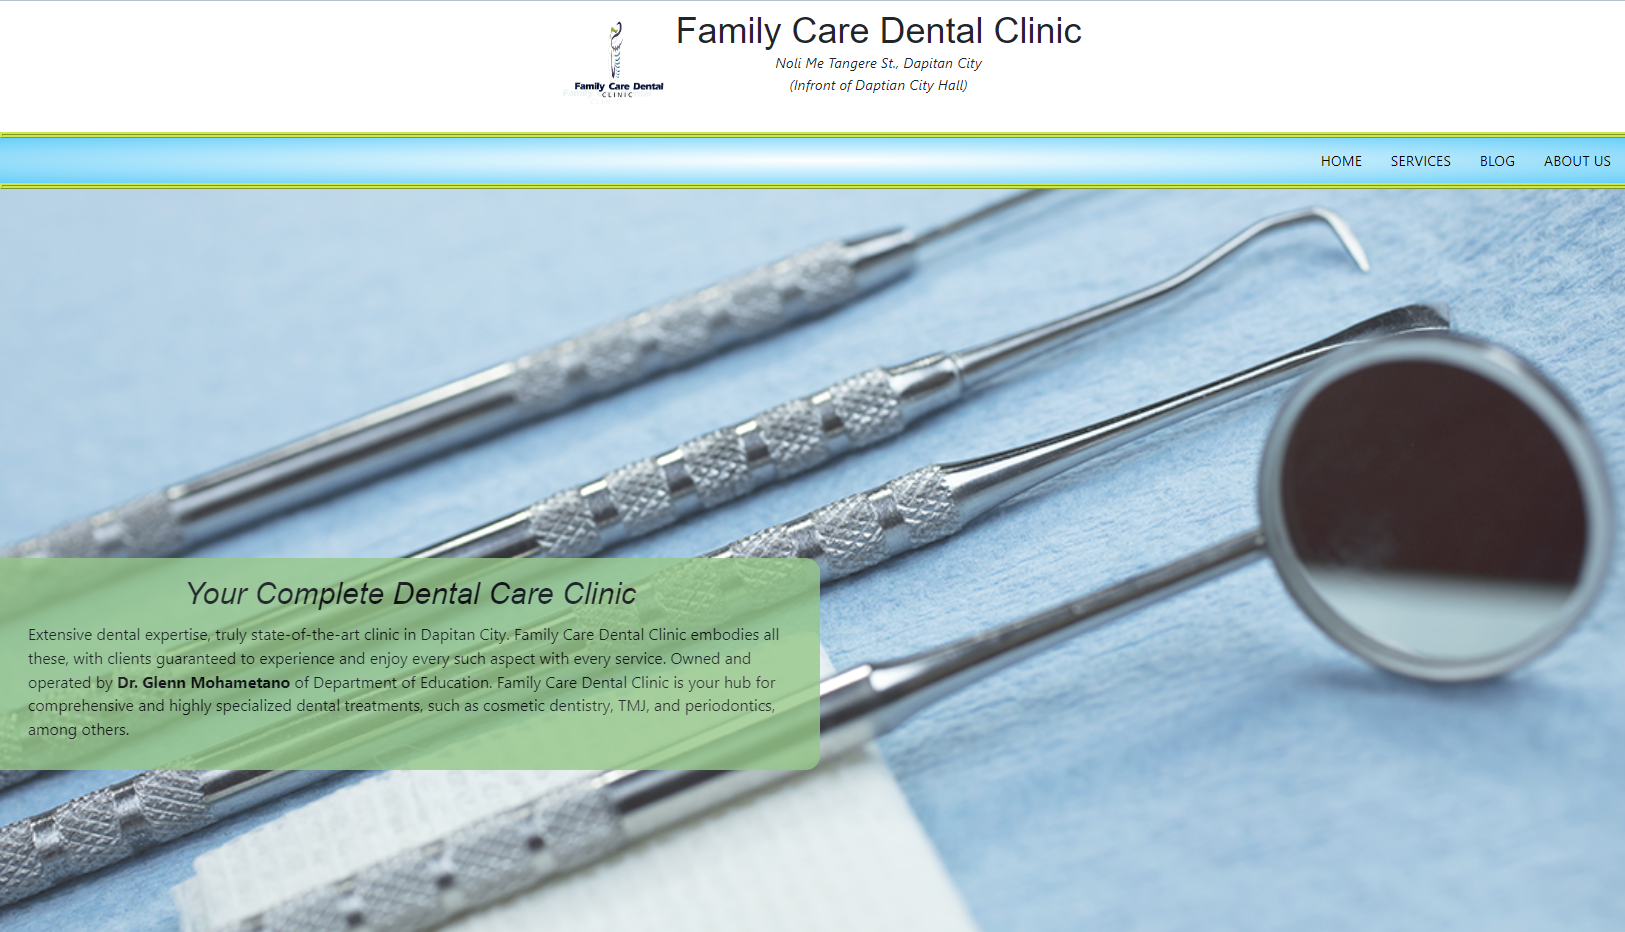 Family Care Dental Clinic
Noli Me Tangere St., Dapitan City
(Infront of Daptian City Hall)
Family Care Dental
CLINIC
HOME SERVICES BLOG ABOUT US
Your Complete Dental Care Clinic
Extensive dental expertise, truly state-of-the-art clinic in Dapitan City. Family Care Dental Clinic embodies all
these, with clients guaranteed to experience and enjoy every such aspect with every service. Owned and
operated by Dr. Glenn Mohametano of Department of Education. Family Care Dental Clinic is your hub for
comprehensive and highly specialized dental treatments, such as cosmetic dentistry, TMJ, and periodontics,
among others.